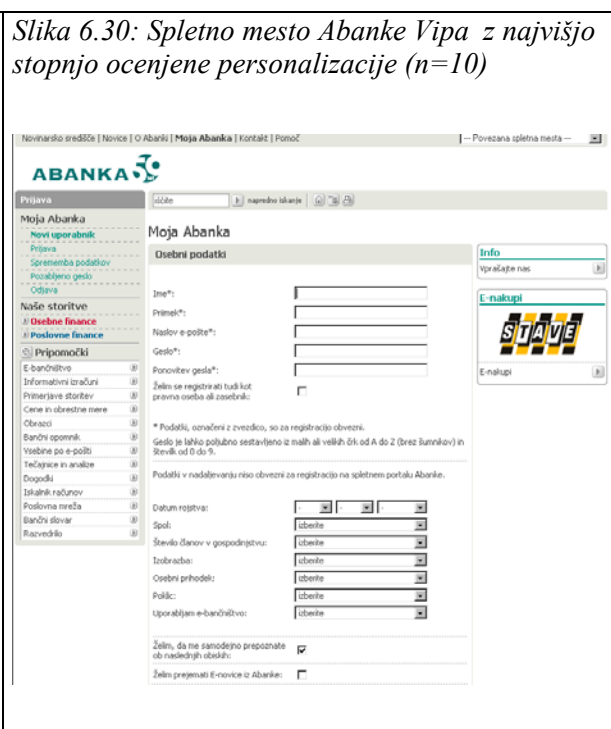 Slika 6.30: Spletno mesto Abanke Vipa z najvišjo
stopnjo ocenjene personalizacije (n=10)
Novinarsko središče | Novice | O Abanki | Moja Abanka | Kontakt | Pomoč
-- Povezana spletna mesta --
ABANKA
Prijava
iščite
napredno iskanje
Moja Abanka
Novi uporabnik
Prijava
Sprememba podatkov
Pozabljeno geslo
Odjava
Naše storitve
Osebne finance
Poslovne finance
Pripomočki
E-bančništvo
Informativni izračuni
Primerjave storitev
Cene in obrestne mere
Obrazci
Bančni opomnik
Vsebine po e-pošti
Tečajnice in analize
Dogodki
Iskalnik računov
Poslovna mreža
Bančni slovar
Razvedrilo
Moja Abanka
Osebni podatki
Ime*:
Priimek*:
Naslov e-pošte*:
Geslo*:
Ponovitev gesla*:
Želim se registrirati tudi kot
pravna oseba ali zasebnik:
* Podatki, označeni z zvezdico, so za registracijo obvezni.
Geslo je lahko poljubno sestavljeno iz malih ali velikih črk od A do Z (brez šumnikov) in
številk od 0 do 9.
Podatki v nadaljevanju niso obvezni za registracijo na spletnem portalu Abanke.
Datum rojstva: - - -
Spol: izberite
Število članov v gospodinjstvu: izberite
Izobrazba: izberite
Osebni prihodek: izberite
Poklic: izberite
Uporabljam e-bančništvo: izberite
Želim, da me samodejno prepoznate
ob naslednjih obiskih:
Želim prejemati E-novice iz Abanke:
Info
Vprašajte nas
E-nakupi
STAVE
E-nakupi